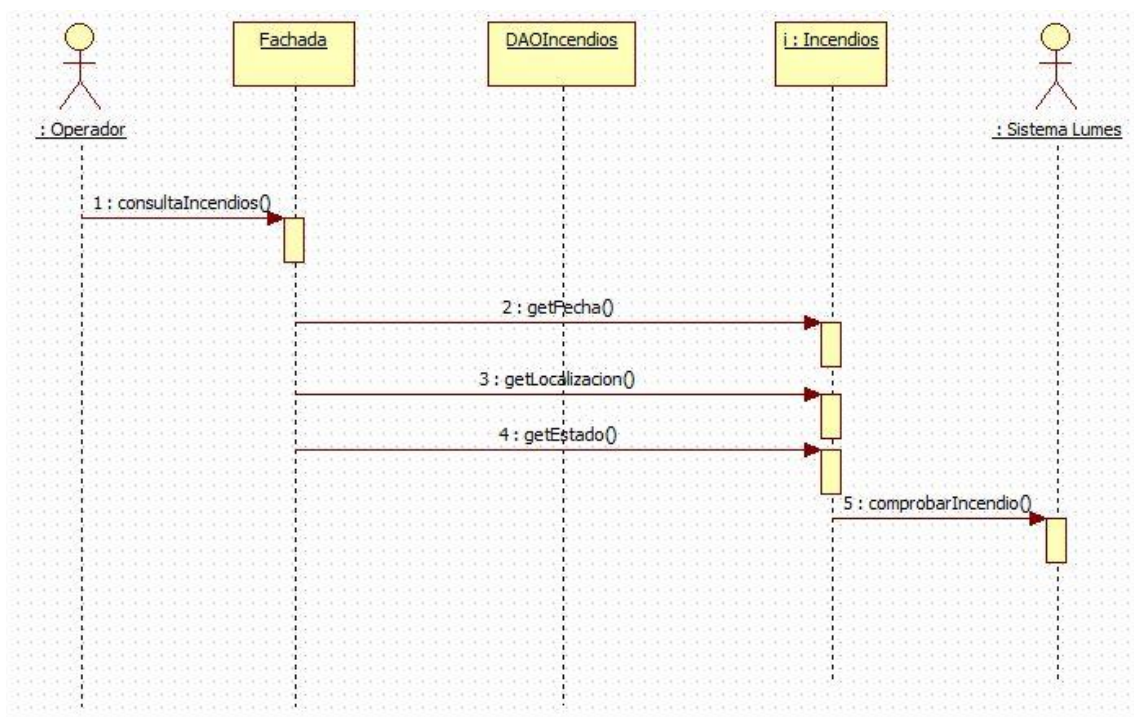 Fachada
DAOIncendios
i : Incendios
: Operador
: Sistema Lumes
1 : consultaIncendios()
2 : getFecha()
3 : getLocalizacion()
4 : getEstado()
5 : comprobarIncendio()